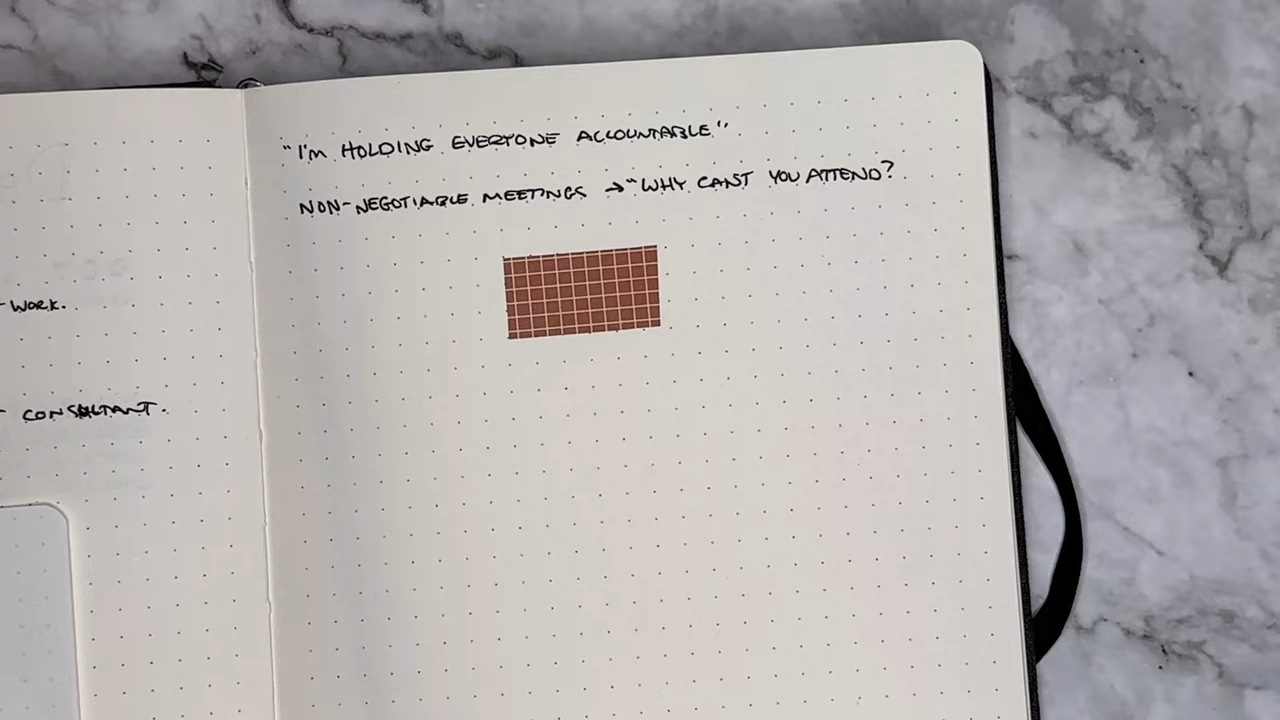 - WORK.
- CONSULTANT.
"I'M HOLDING EVERYONE ACCOUNTABLE".
NON-NEGOTIABLE MEETINGS → "WHY CAN'T YOU ATTEND?